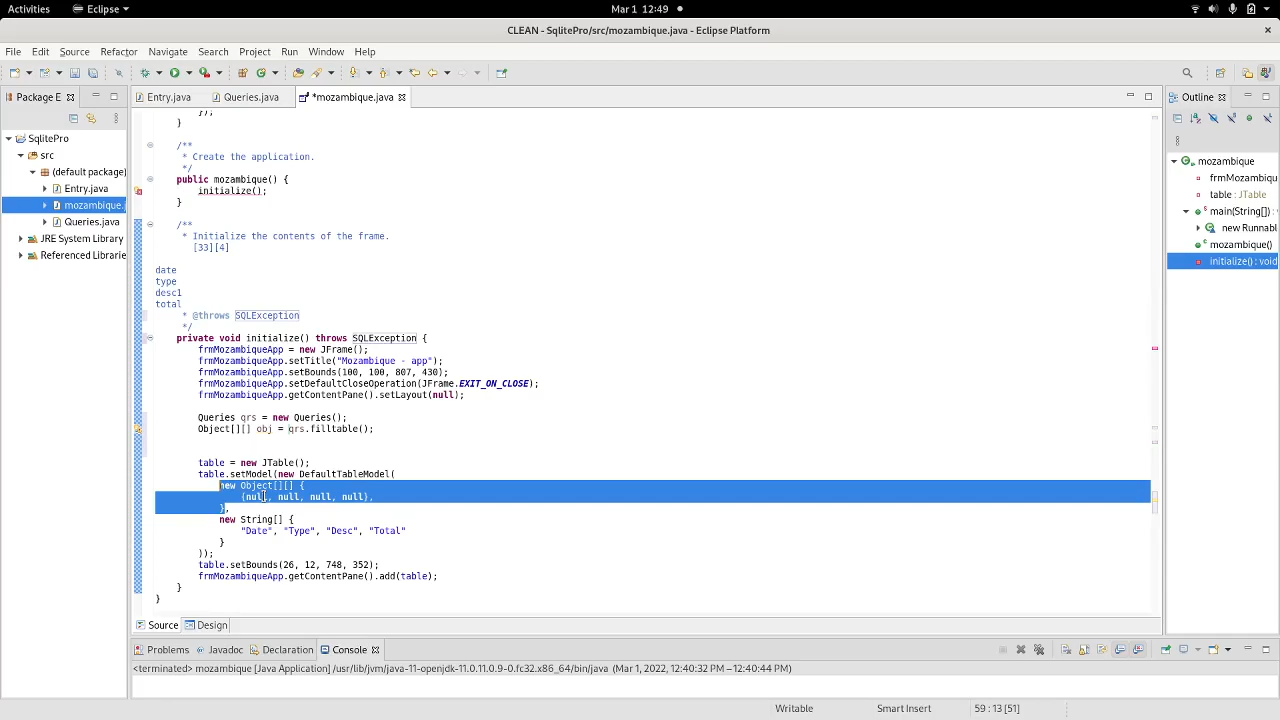 Activities
Eclipse
Mar 1 12:49
CLEAN - SqlitePro/src/mozambique.java - Eclipse Platform
File Edit Source Refactor Navigate Search Project Run Window Help
Package E
Entry.java
Queries.java
*mozambique.java
Outline
SqlitePro
src
(default package)
Entry.java
mozambique.
Queries.java
JRE System Library
Referenced Librarie
});
}
/**
* Create the application.
*/
public mozambique() {
initialize();
}
/**
* Initialize the contents of the frame.
[33][4]
date
type
desc1
total
* @throws SQLException
*/
private void initialize() throws SQLException {
frmMozambiqueApp = new JFrame();
frmMozambiqueApp.setTitle("Mozambique - app");
frmMozambiqueApp.setBounds(100, 100, 807, 430);
frmMozambiqueApp.setDefaultCloseOperation(JFrame.EXIT_ON_CLOSE);
frmMozambiqueApp.getContentPane().setLayout(null);
Queries qrs = new Queries();
Object[][] obj = qrs.filltable();
table = new JTable();
table.setModel(new DefaultTableModel(
new Object[][] {
{null, null, null, null},
},
new String[] {
"Date", "Type", "Desc", "Total"
}
));
table.setBounds(26, 12, 748, 352);
frmMozambiqueApp.getContentPane().add(table);
}
}
mozambique
frmMozambiqu
table : JTable
main(String[]) :
new Runnabl
mozambique()
initialize() : void
Source
Design
Problems
Javadoc
Declaration
Console
<terminated> mozambique [Java Application] /usr/lib/jvm/java-11-openjdk-11.0.11.0.9-0.fc32.x86_64/bin/java (Mar 1, 2022, 12:40:32 PM – 12:40:44 PM)
Writable
Smart Insert
59 : 13 [51]